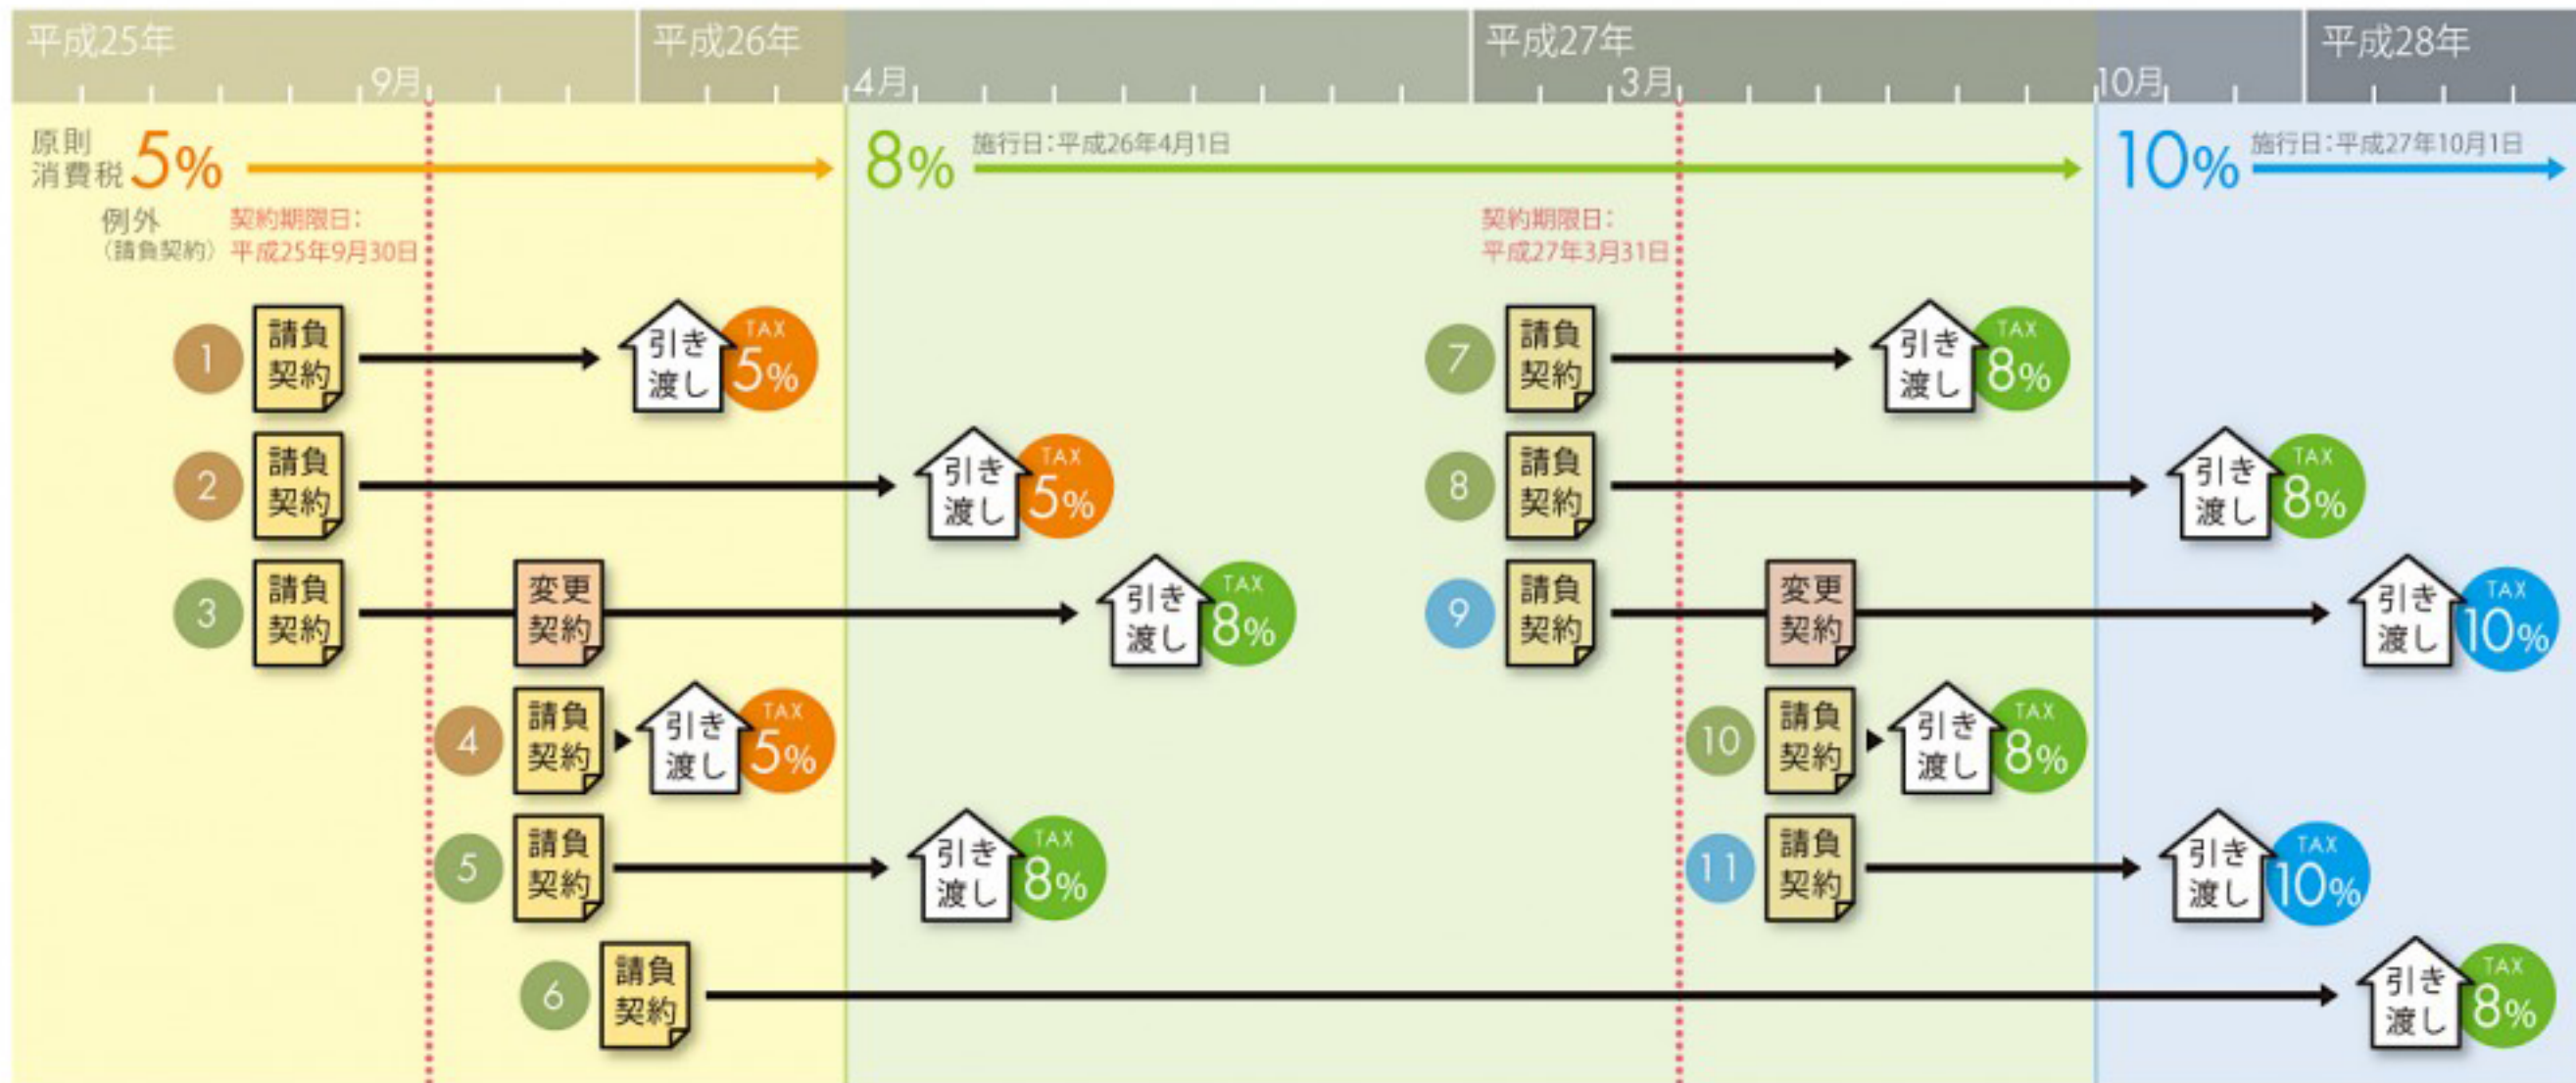 平成25年
平成26年
平成27年
平成28年
9月
4月
3月
10月
原則
消費税 5%
8% 施行日：平成26年4月1日
10% 施行日：平成27年10月1日
例外
（請負契約）
契約期限日：
平成25年9月30日
契約期限日：
平成27年3月31日
1
請負
契約
引き
渡し
TAX
5%
7
請負
契約
引き
渡し
TAX
8%
2
請負
契約
引き
渡し
TAX
5%
8
請負
契約
引き
渡し
TAX
8%
3
請負
契約
変更
契約
引き
渡し
TAX
8%
9
請負
契約
変更
契約
引き
渡し
TAX
10%
4
請負
契約
引き
渡し
TAX
5%
10
請負
契約
引き
渡し
TAX
8%
5
請負
契約
引き
渡し
TAX
8%
11
請負
契約
引き
渡し
TAX
10%
6
請負
契約
引き
渡し
TAX
8%